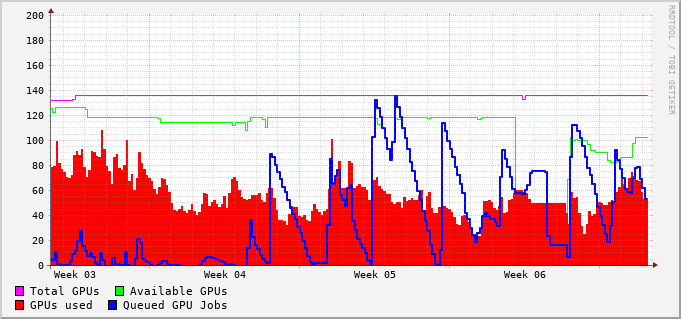 200
180
160
140
120
100
80
60
40
20
0
Week 03 Week 04 Week 05 Week 06
Total GPUs Available GPUs
GPUs used Queued GPU Jobs
RRDTOOL / TOBI OETIKER